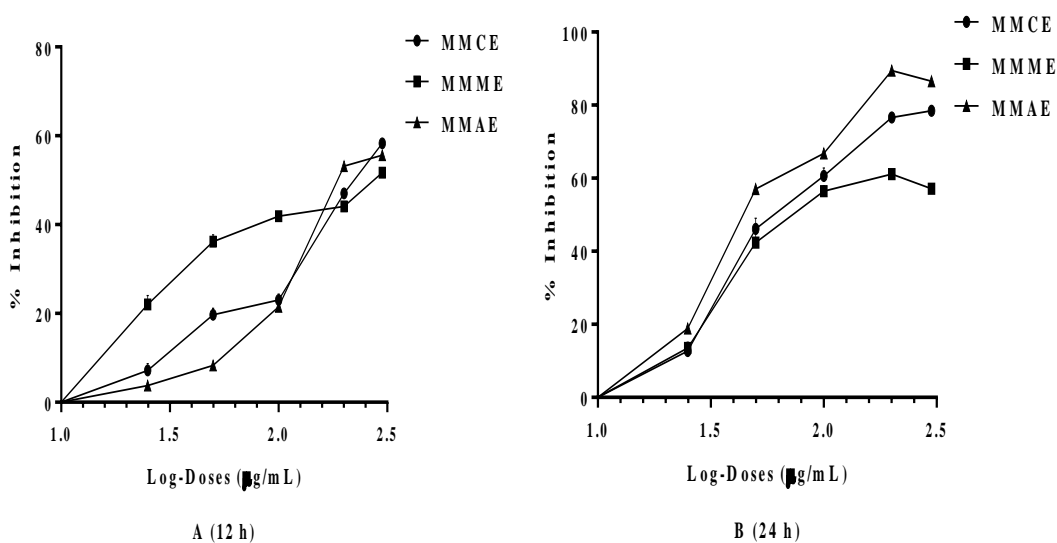 MMCE
MMME
MMAE
80
60
40
20
0
% Inhibition
1.0 1.5 2.0 2.5
Log-Doses (g/mL)
A (12 h)
MMCE
MMME
MMAE
100
80
60
40
20
0
% Inhibition
1.0 1.5 2.0 2.5
Log-Doses (g/mL)
B (24 h)